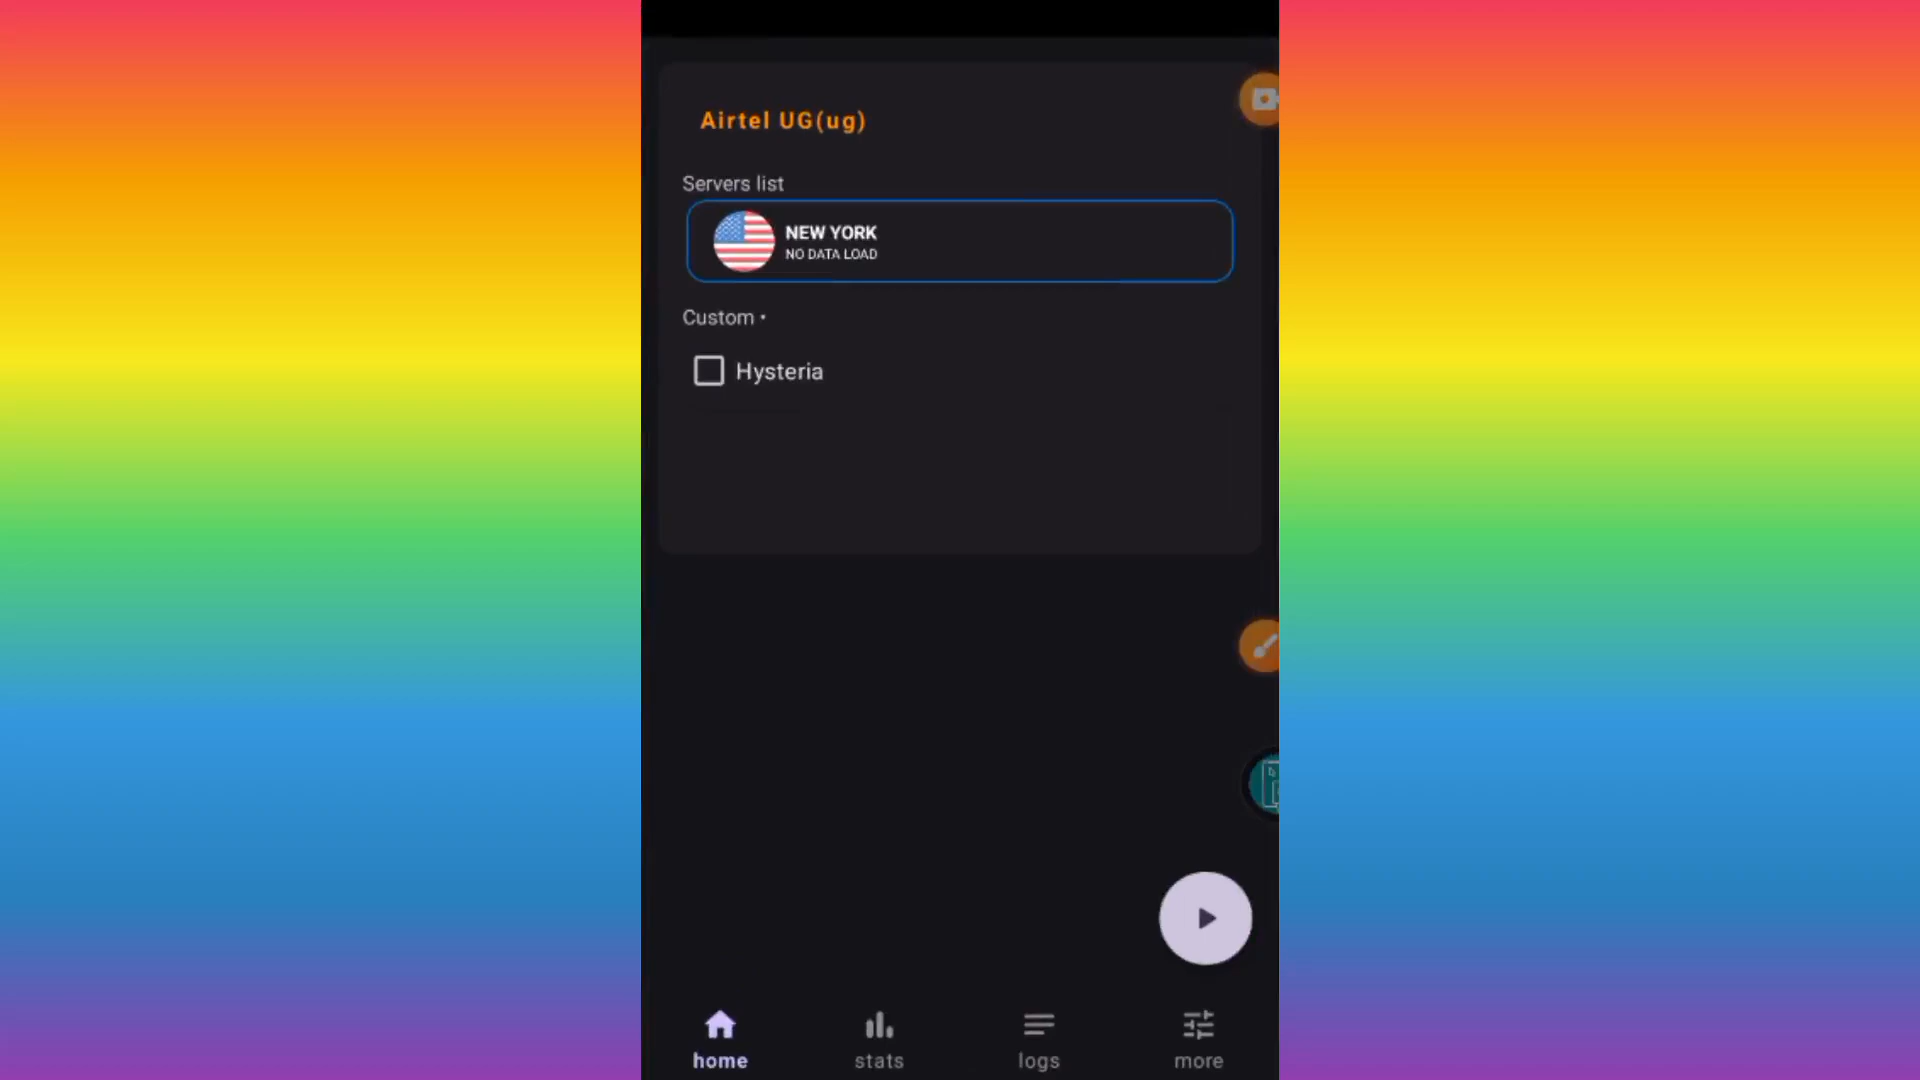 Airtel UG(ug)
Servers list
NEW YORK
NO DATA LOAD
Custom •
Hysteria
home
stats
logs
more